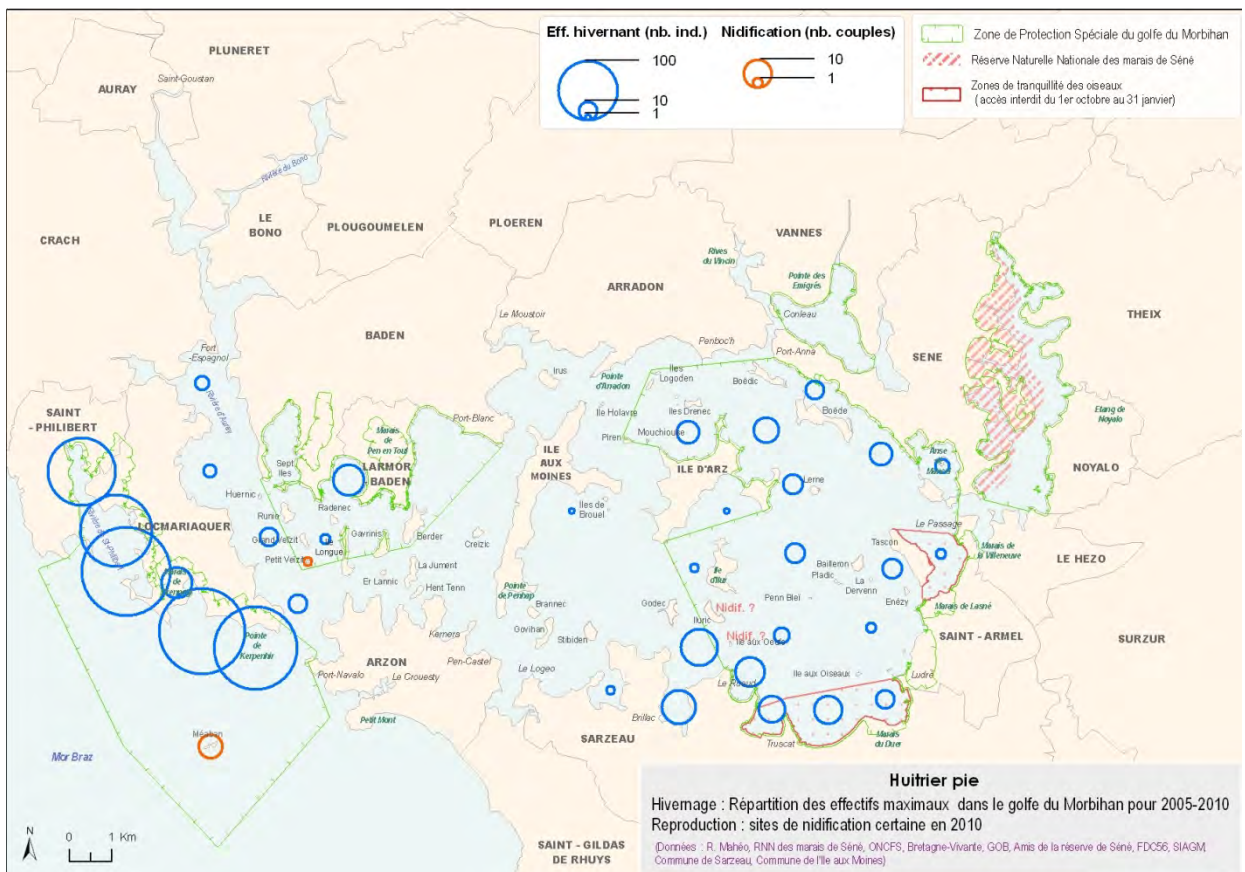 Eff. hivernant (nb. ind.)
100
10
1
Nidification (nb. couples)
10
1
Zone de Protection Spéciale du golfe du Morbihan
Réserve Naturelle Nationale des marais de Séné
Zones de tranquillité des oiseaux
(accès interdit du 1er octobre au 31 janvier)
PLUNERET
Saint-Goustan
AURAY
Rivière du Bono
LE
BONO
PLOUGOUMELEN
PLOEREN
CRACH
VANNES
Rives
du Vincin
Pointe des
Emigrés
ARRADON
Conleau
THEIX
Le Moustoir
BADEN
Penboc'h
Port-Anna
SENE
Fort
-Espagnol
Rivière d'Auray
Irus
Pointe
d'Arradon
Iles
Logoden
Boëdic
SAINT
-PHILIBERT
Port-Blanc
Marais
de
Pen en Toul
Ile Holavre
Iles Drenec
Boëde
Etang de
Noyalo
Piren
Mouchiouse
ILE
AUX
MOINES
Sept
Iles
LARMOR
-BADEN
ILE D'ARZ
Anse
NOYALO
Huernic
Radenec
Lerne
Iles de
Brouel
Runio
LOCMARIAQUER
Grand Veïzit
Gavrinis
Berder
Creizic
Longue
Le Passage
Petit Veïzit
Tascon
Marais de
la Villeneuve
LE HEZO
La Jument
Er Lannic
Hent Tenn
Ile
d'Ilur
Bailleron
Pladic
La
Dervenn
Pointe
de Penhap
Brannec
Godec
Penn Bleï
Enézy
Marais de Lasné
Nidif. ?
Govihan
Iluric
SAINT - ARMEL
SURZUR
Nidif. ?
Stibiden
Pointe
de
Kerpenhir
Pen-Castel
ARZON
Le Logeo
Ile aux Oiseaux
Ludré
Port-Navalo
Le Crouesty
Petit Mont
Brillac
SARZEAU
Truscat
Marais
du Duer
Méaban
Mor Braz
N
0
1 Km
SAINT - GILDAS
DE RHUYS
Huitrier pie
Hivernage : Répartition des effectifs maximaux dans le golfe du Morbihan pour 2005-2010
Reproduction : sites de nidification certaine en 2010
(Données : R. Mahéo, RNN des marais de Séné, ONCFS, Bretagne-Vivante, GOB, Amis de la réserve de Séné, FDC56, SIAGM,
Commune de Sarzeau, Commune de l'Ile aux Moines)